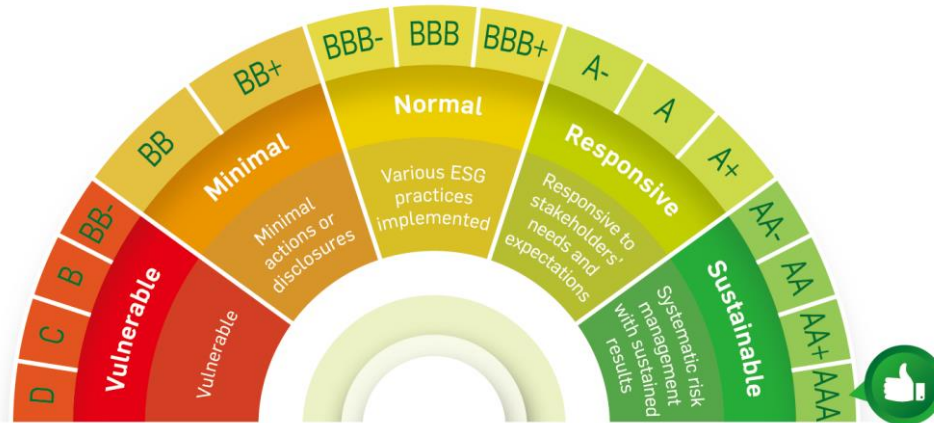 D
C
B
BB-
Vulnerable
Vulnerable
BB
BB+
Minimal
Minimal
actions or
disclosures
BBB-
BBB
BBB+
Normal
Various ESG
practices
implemented
A-
A
A+
Responsive
Responsive to
stakeholders'
needs and
expectations
AA-
AA
AA+
AAA
Sustainable
Systematic risk
management
with sustained
results